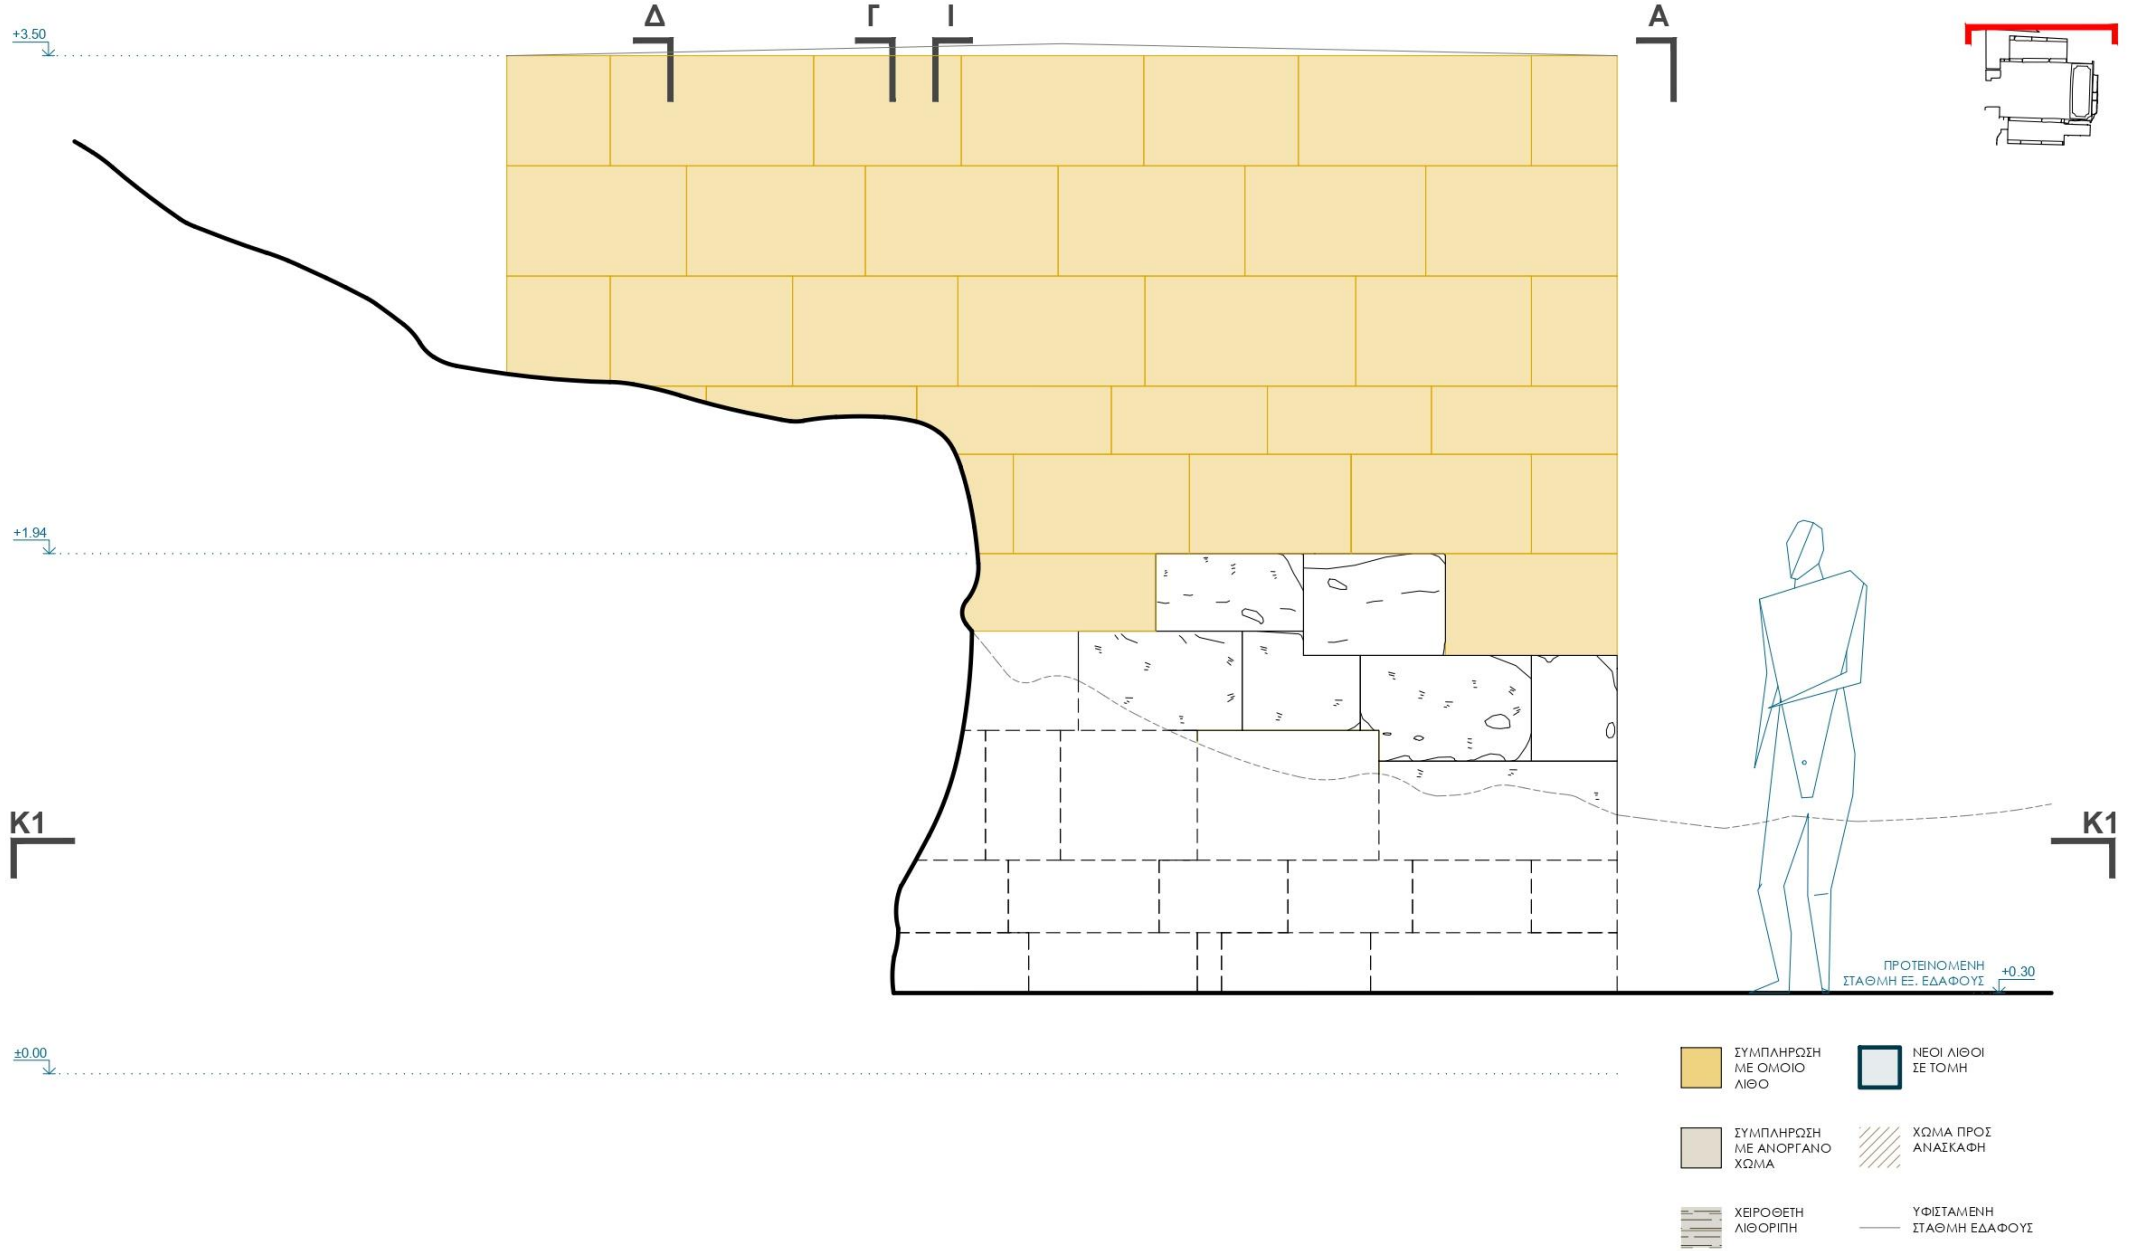 Δ Γ Ι Α
+3.50
+1.94
Κ1 Κ1
ΠΡΟΤΕΙΝΟΜΕΝΗ
ΣΤΑΘΜΗ ΕΞ. ΕΔΑΦΟΥΣ +0.30
±0.00
ΣΥΜΠΛΗΡΩΣΗ
ΜΕ ΟΜΟΙΟ
ΛΙΘΟ
ΝΕΟΙ ΛΙΘΟΙ
ΣΕ ΤΟΜΗ
ΣΥΜΠΛΗΡΩΣΗ
ΜΕ ΑΝΟΡΓΑΝΟ
ΧΩΜΑ
ΧΩΜΑ ΠΡΟΣ
ΑΝΑΣΚΑΦΗ
ΧΕΙΡΟΘΕΤΗ
ΛΙΘΟΡΙΠΗ
ΥΦΙΣΤΑΜΕΝΗ
ΣΤΑΘΜΗ ΕΔΑΦΟΥΣ